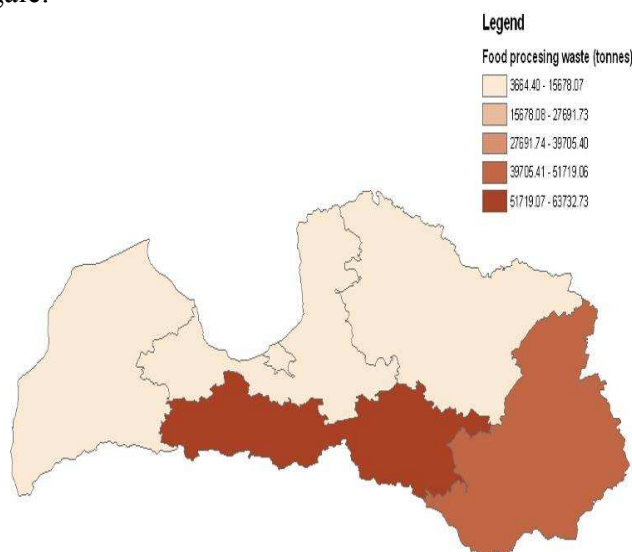 gale.
Legend
Food procesing waste (tonnes)
3664.40 - 15678.07
15678.08 - 27691.73
27691.74 - 39705.40
39705.41 - 51719.06
51719.07 - 63732.73